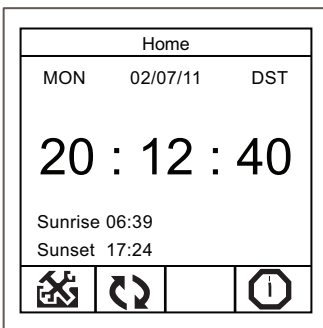 Home
MON 02/07/11 DST
20 : 12 : 40
Sunrise 06:39
Sunset 17:24
i